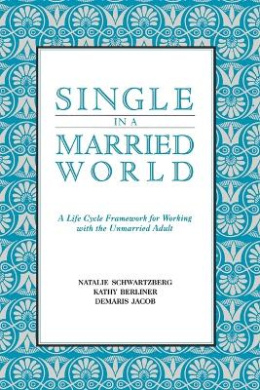 SINGLE
IN A
MARRIED
WORLD
A Life Cycle Framework for Working
with the Unmarried Adult
NATALIE SCHWARTZBERG
KATHY BERLINER
DEMARIS JACOB